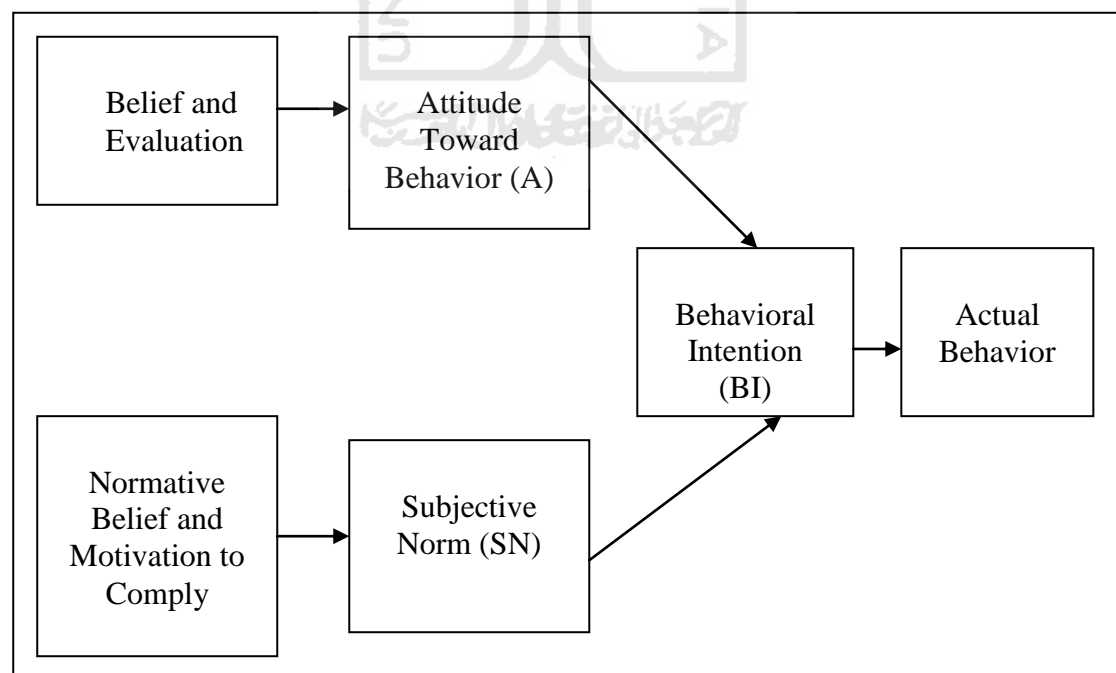 Belief and
Evaluation
Attitude
Toward
Behavior (A)
Behavioral
Intention
(BI)
Actual
Behavior
Normative
Belief and
Motivation to
Comply
Subjective
Norm (SN)